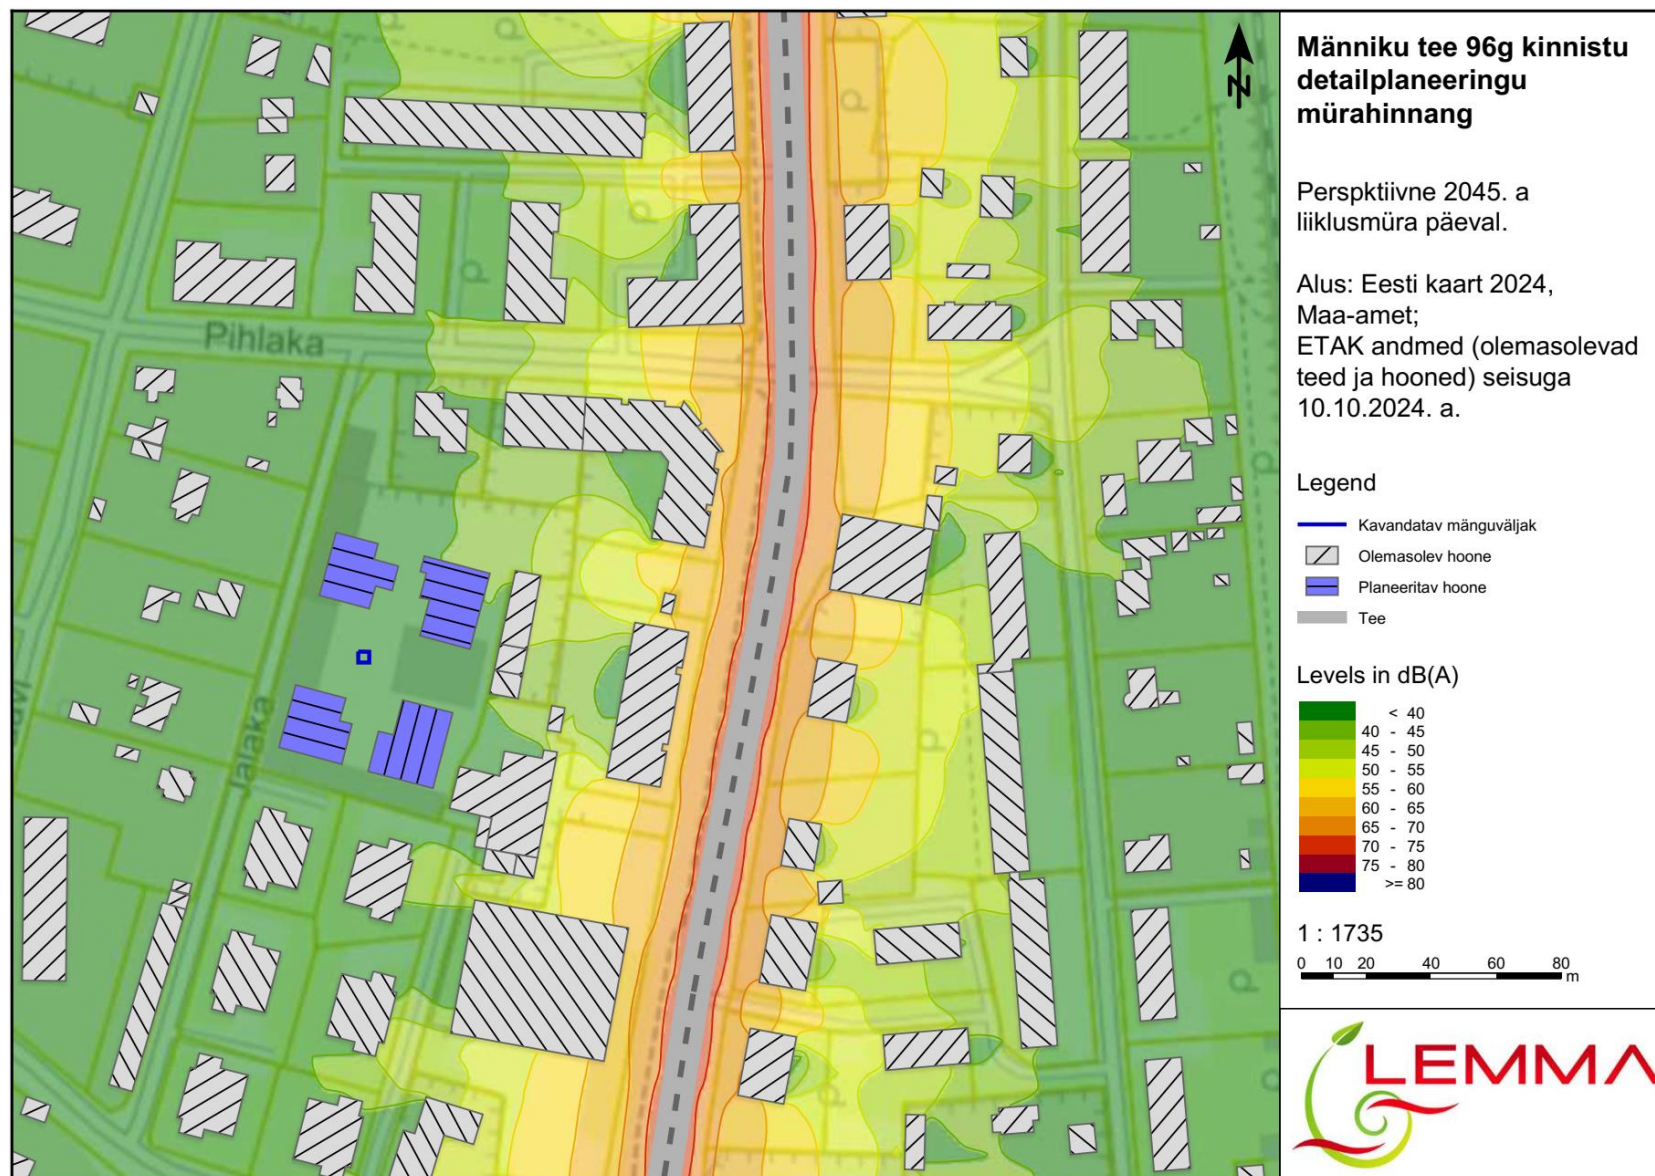 Männiku tee 96g kinnistu
detailplaneeringu
mürahinnang
Perspktiivne 2045. a
liiklusmüra päeval.
Alus: Eesti kaart 2024,
Maa-amet;
ETAK andmed (olemasolevad
teed ja hooned) seisuga
10.10.2024. a.
Legend
Kavandatav mänguväljak
Olemasolev hoone
Planeeritav hoone
Tee
Levels in dB(A)
< 40
40 - 45
45 - 50
50 - 55
55 - 60
60 - 65
65 - 70
70 - 75
75 - 80
>= 80
1 : 1735
0 10 20 40 60 80
m
LEMMA
N
Pihlaka
Jalaka
P
P
P
P
P
P
P
P
P